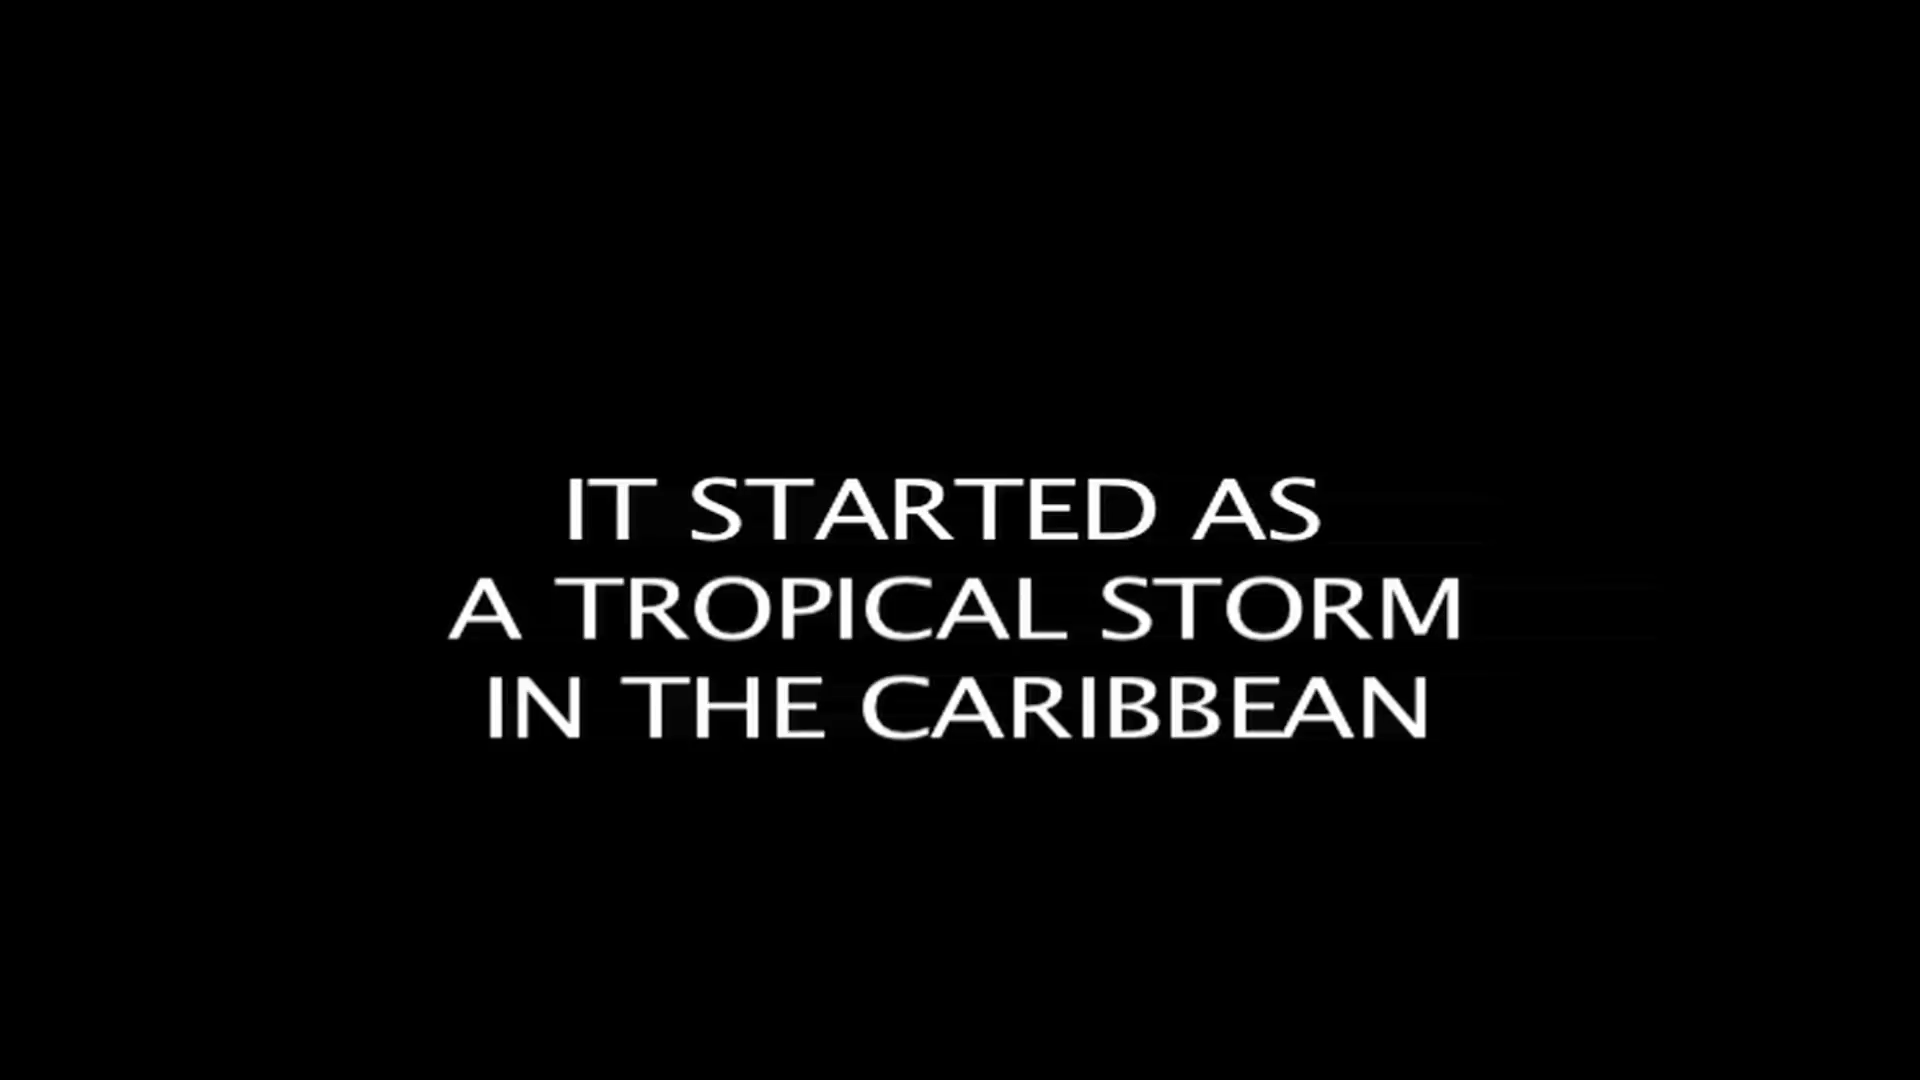 IT STARTED AS
A TROPICAL STORM
IN THE CARIBBEAN